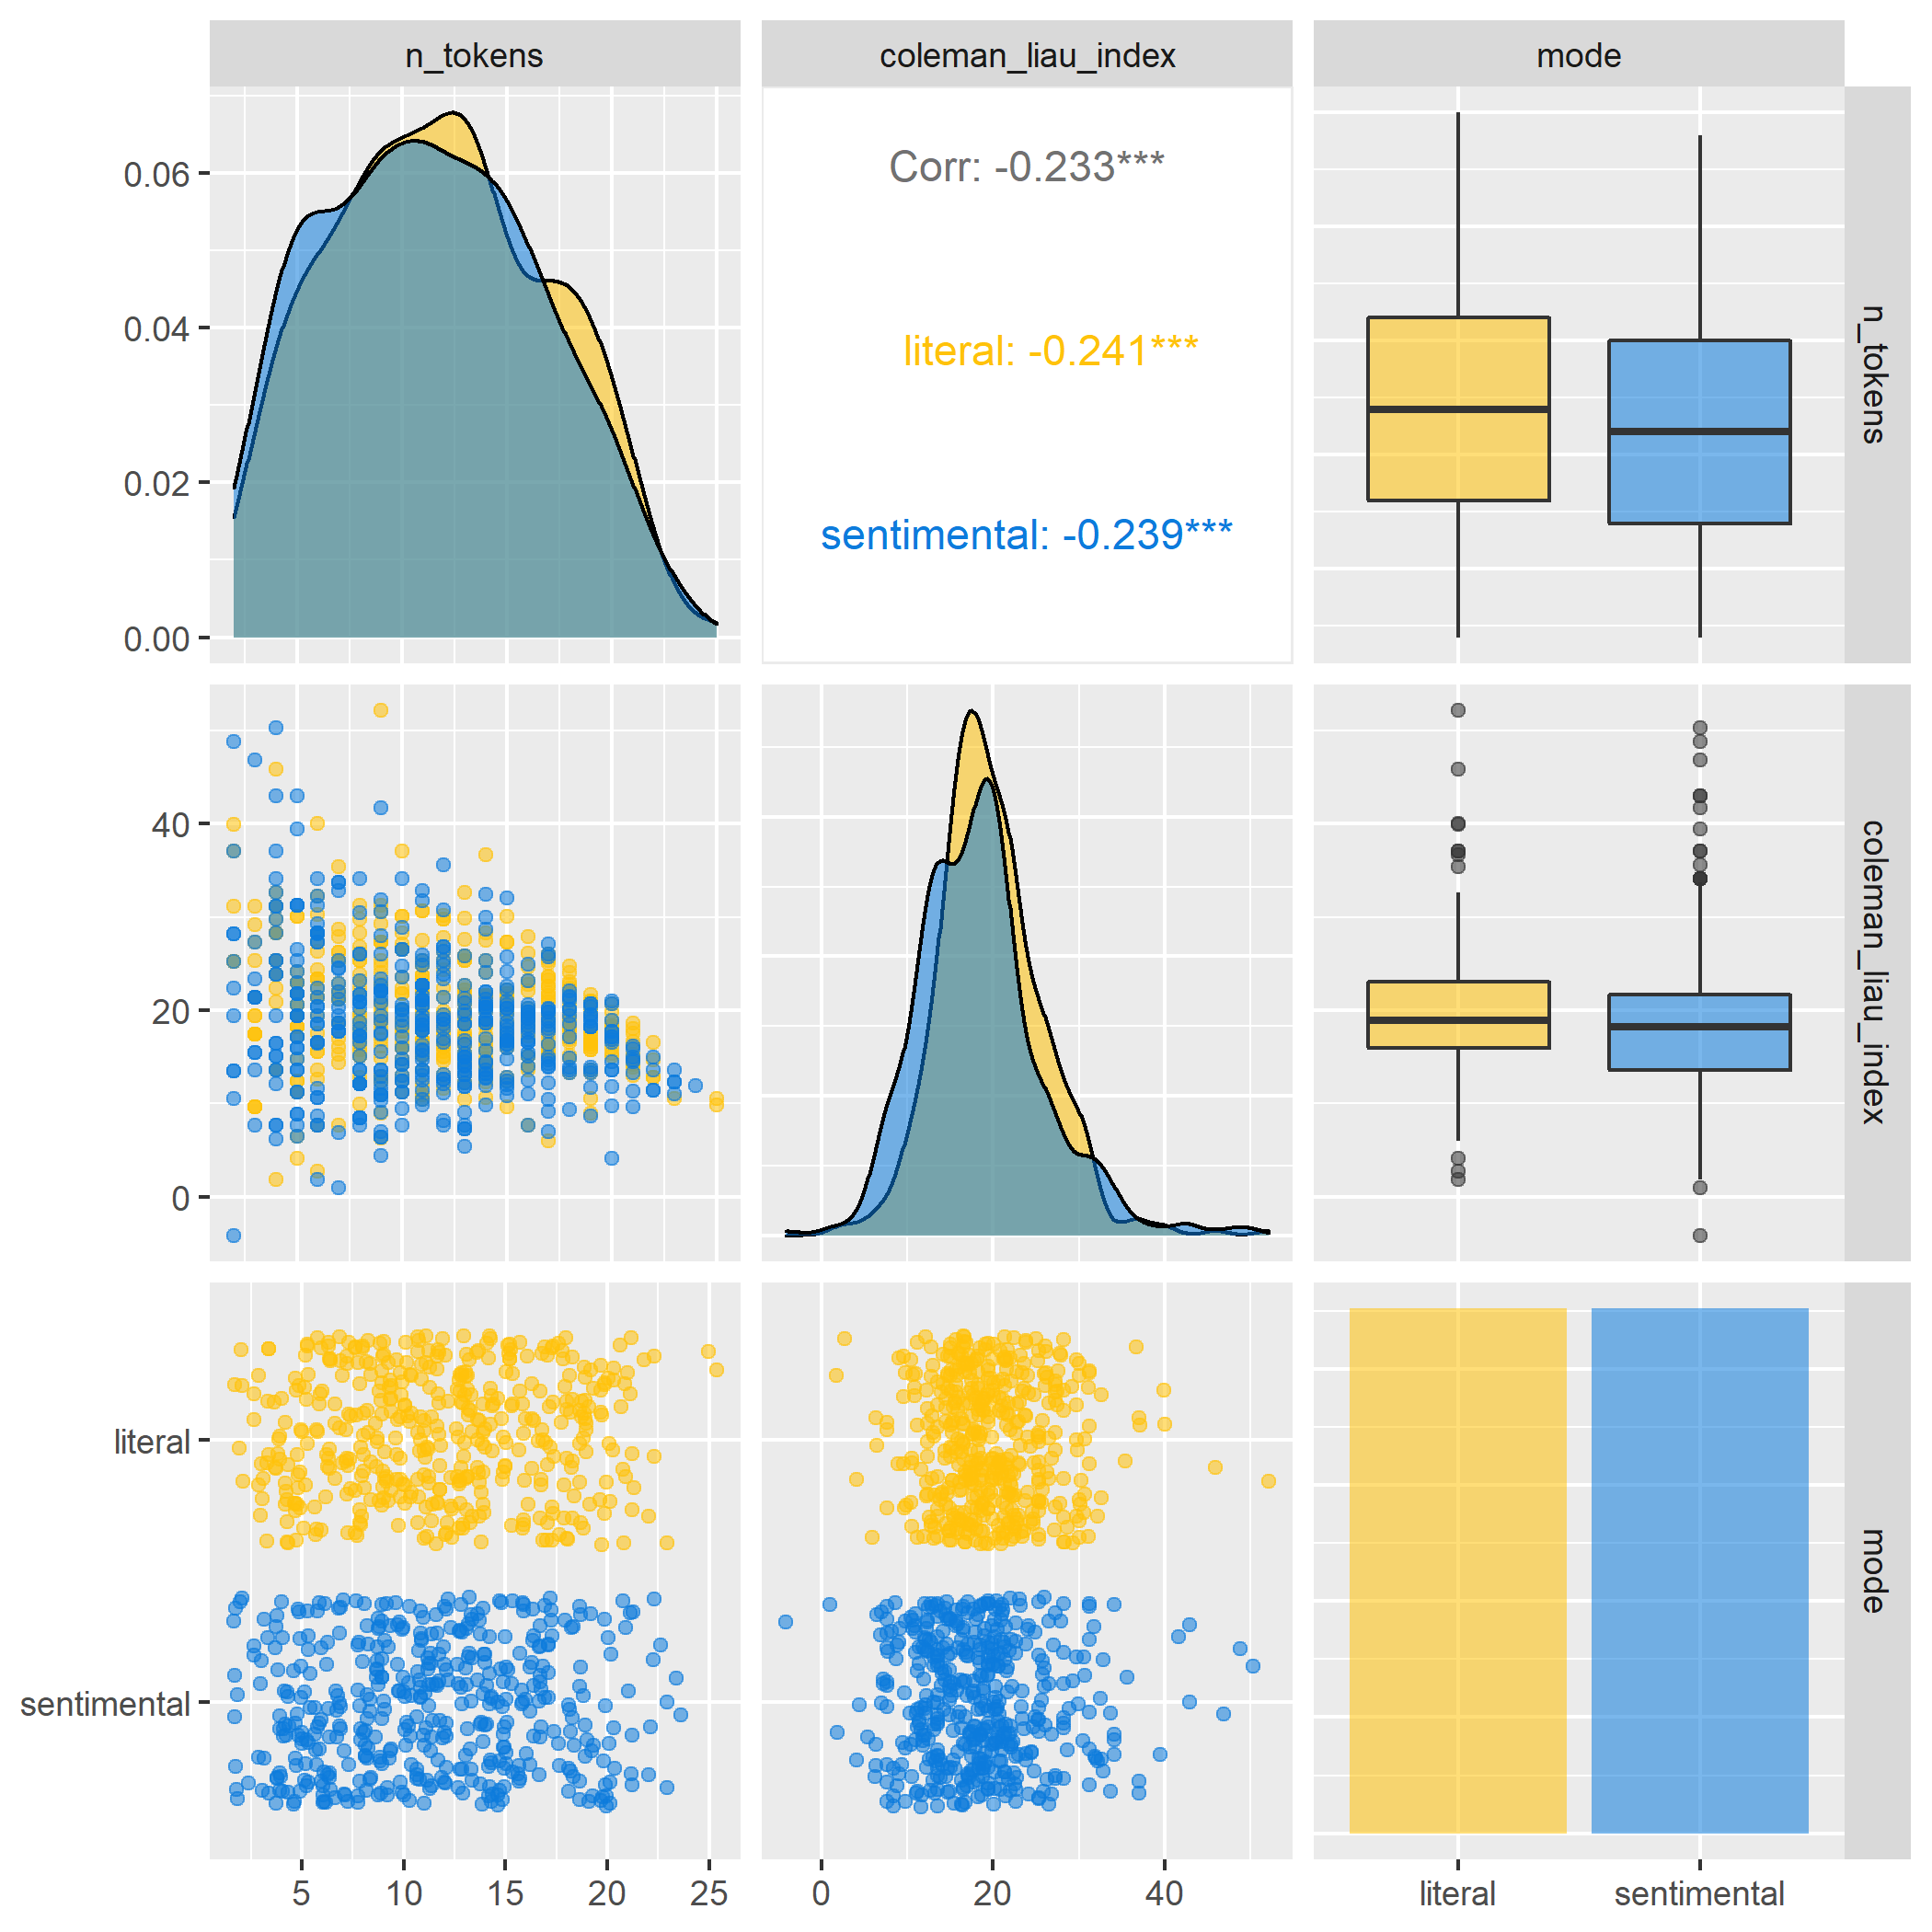 n_tokens
coleman_liau_index
mode
0.06
0.04
0.02
0.00
Corr: -0.233***
literal: -0.241***
sentimental: -0.239***
n_tokens
40
20
0
coleman_liau_index
literal
sentimental
mode
5 10 15 20 25
0 20 40
literal sentimental